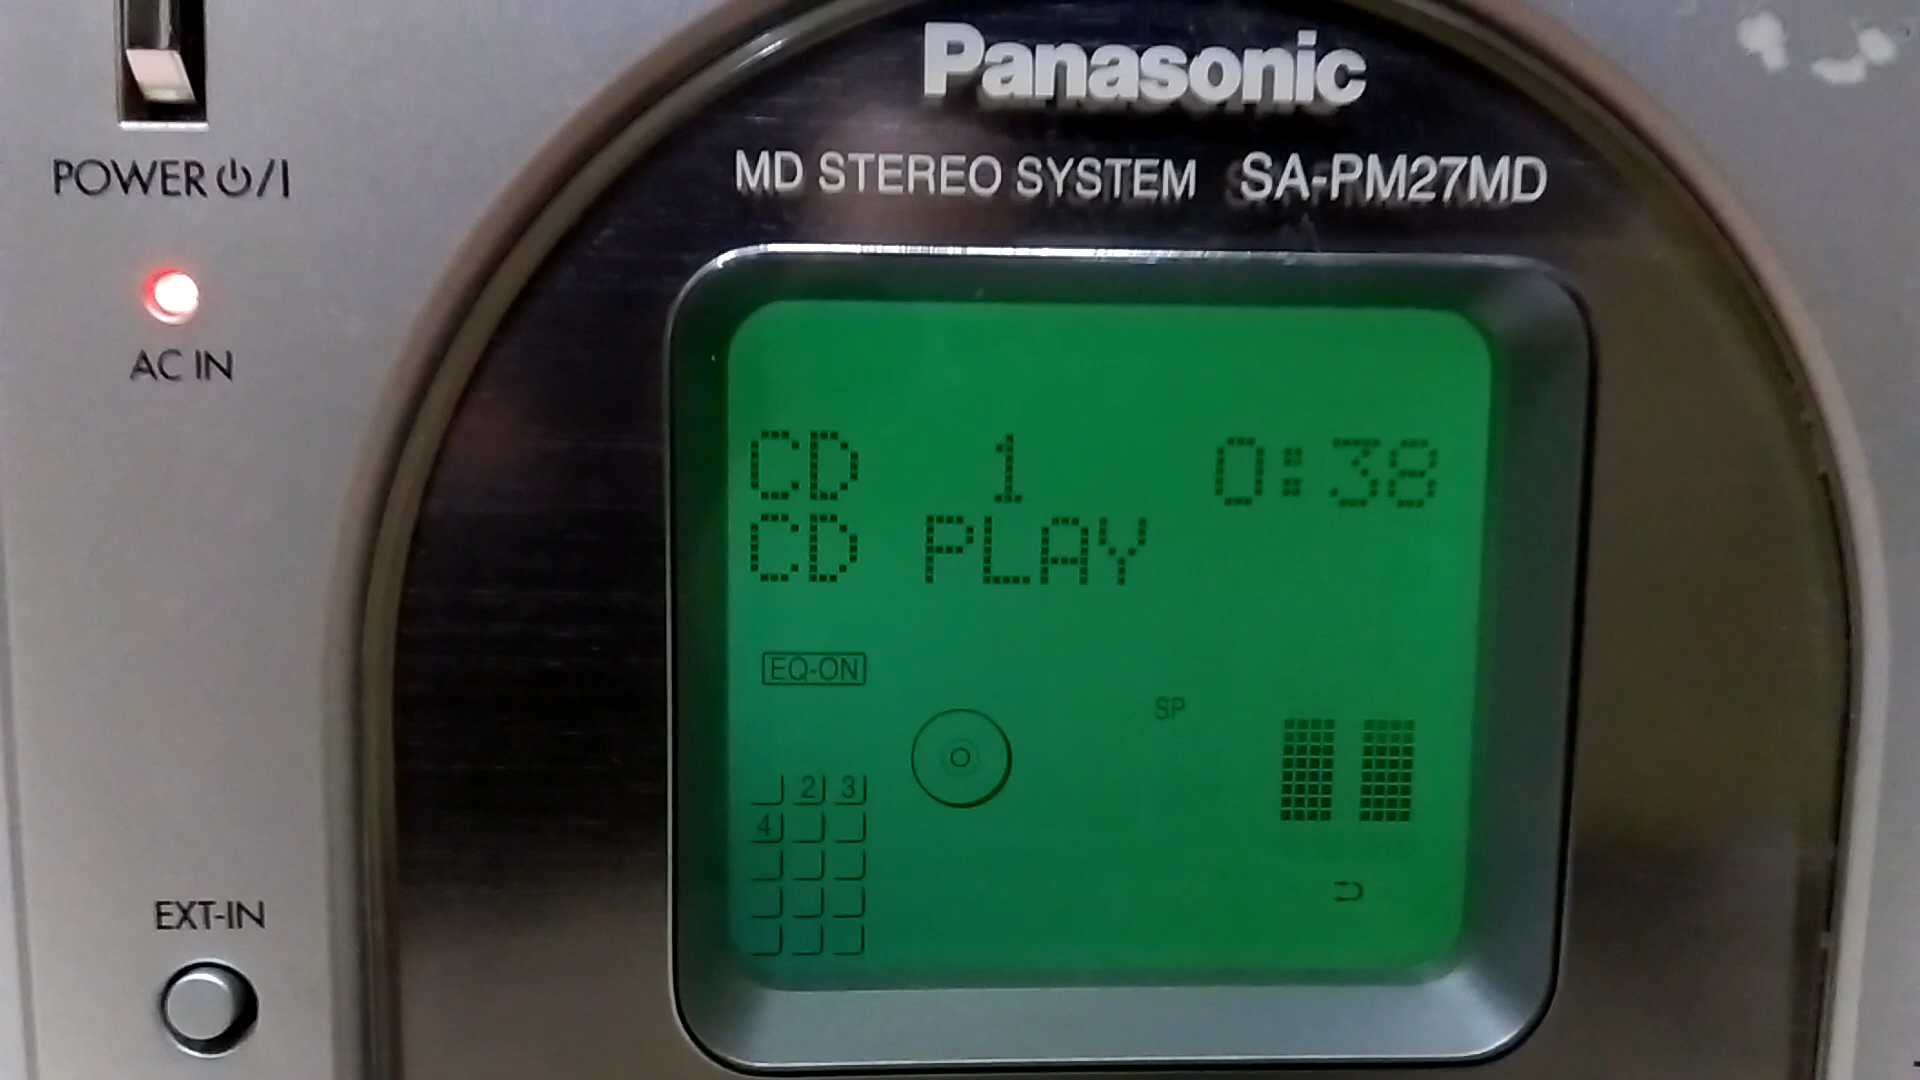 Panasonic
MD STEREO SYSTEM SA-PM27MD
POWER ⏻/I
AC IN
CD 1 0:38
CD PLAY
EQ-ON
SP
2 3
4
EXT-IN